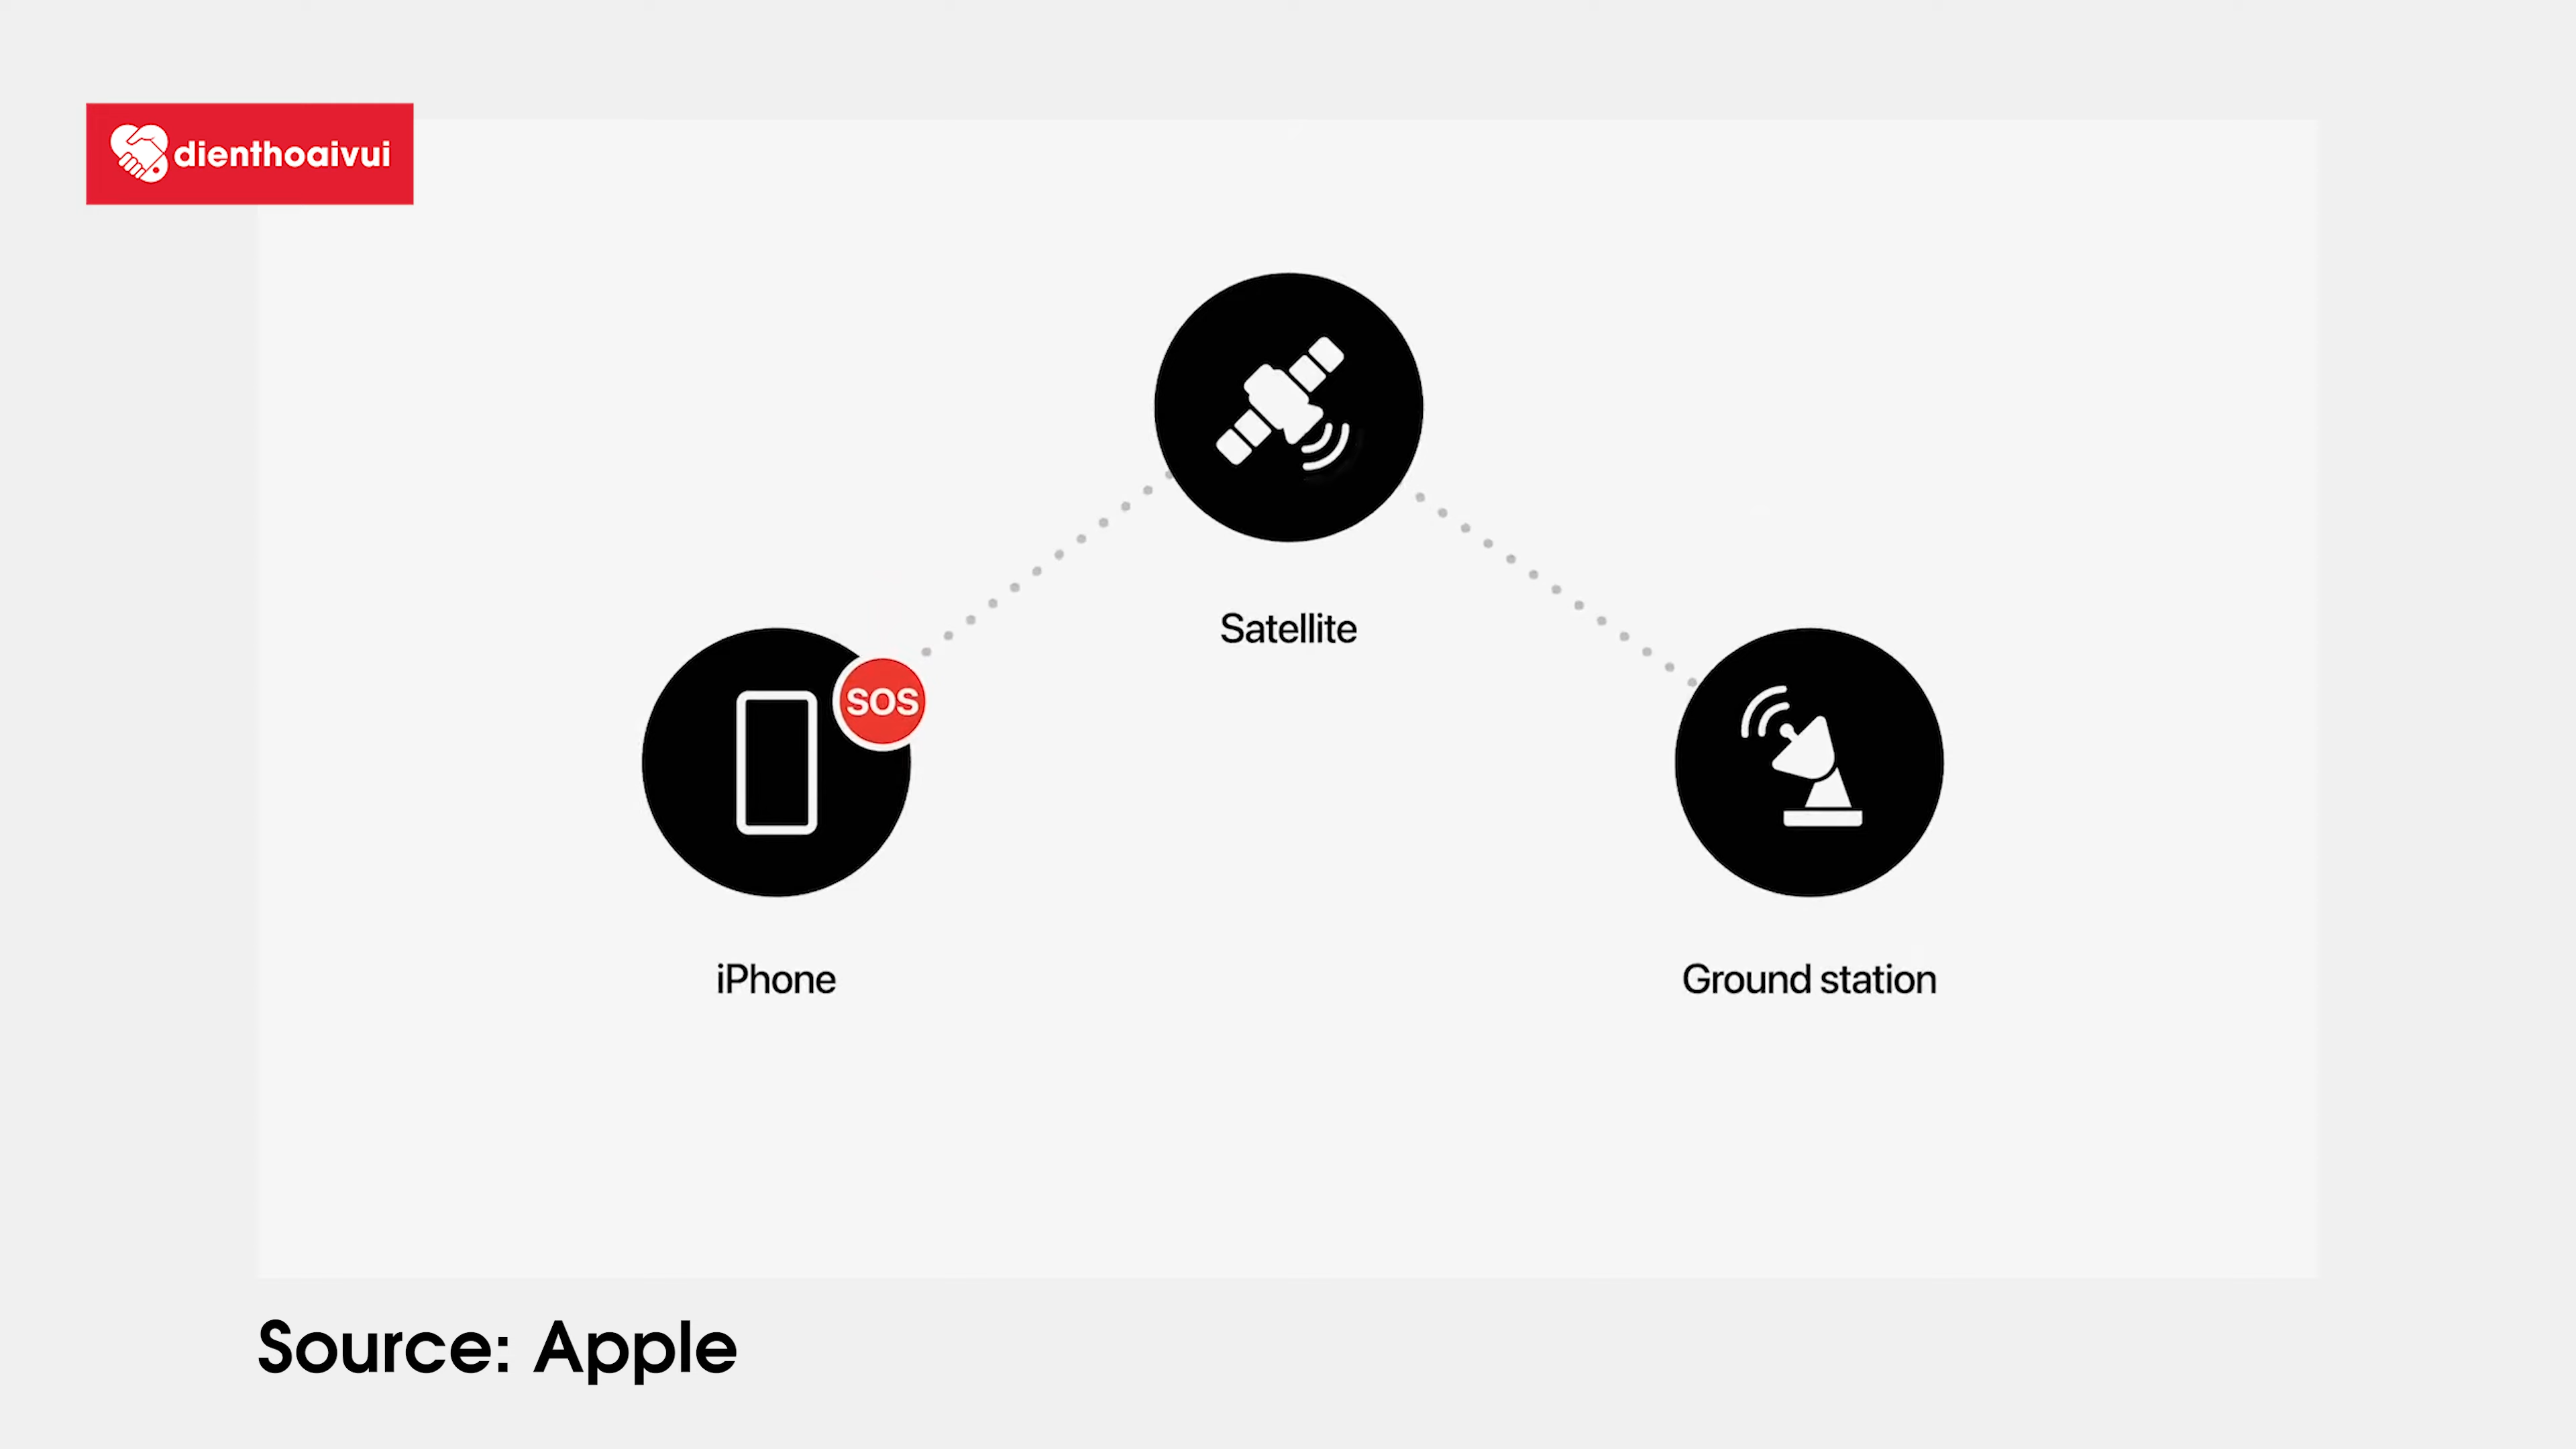 dienthoaivui
Satellite
SOS
iPhone
Ground station
Source: Apple